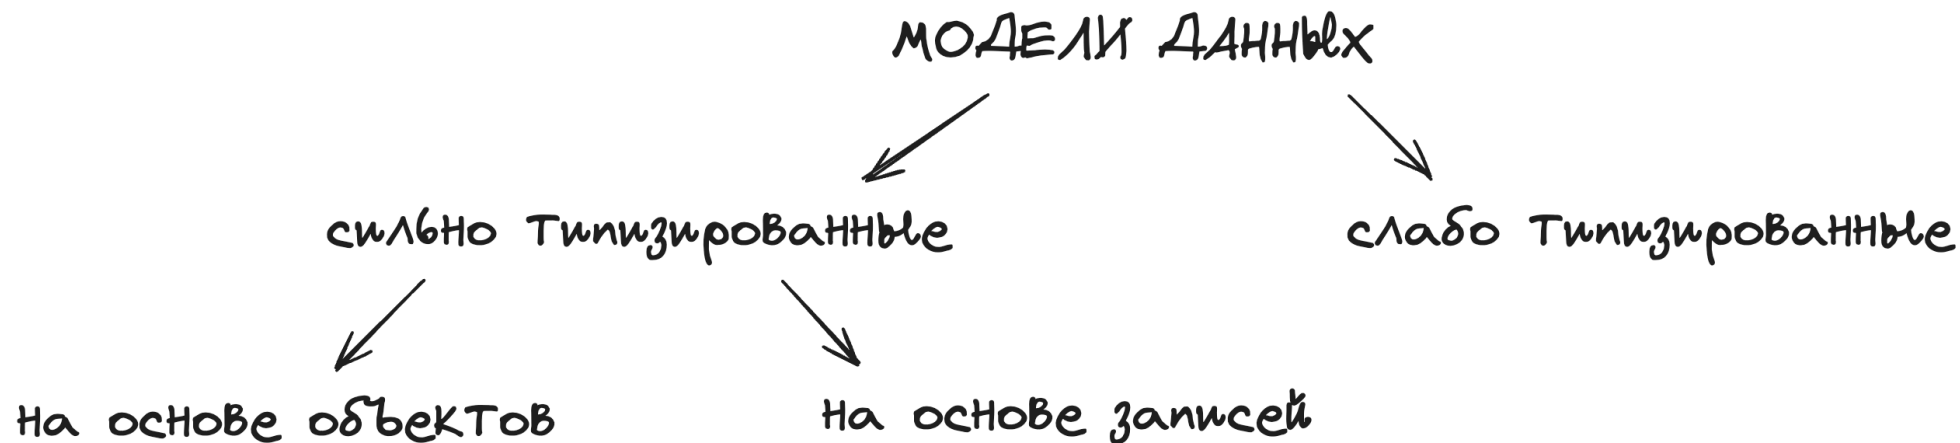 МОДЕЛИ ДАННЫХ
сильно типизированные
слабо типизированные
на основе объектов
на основе записей